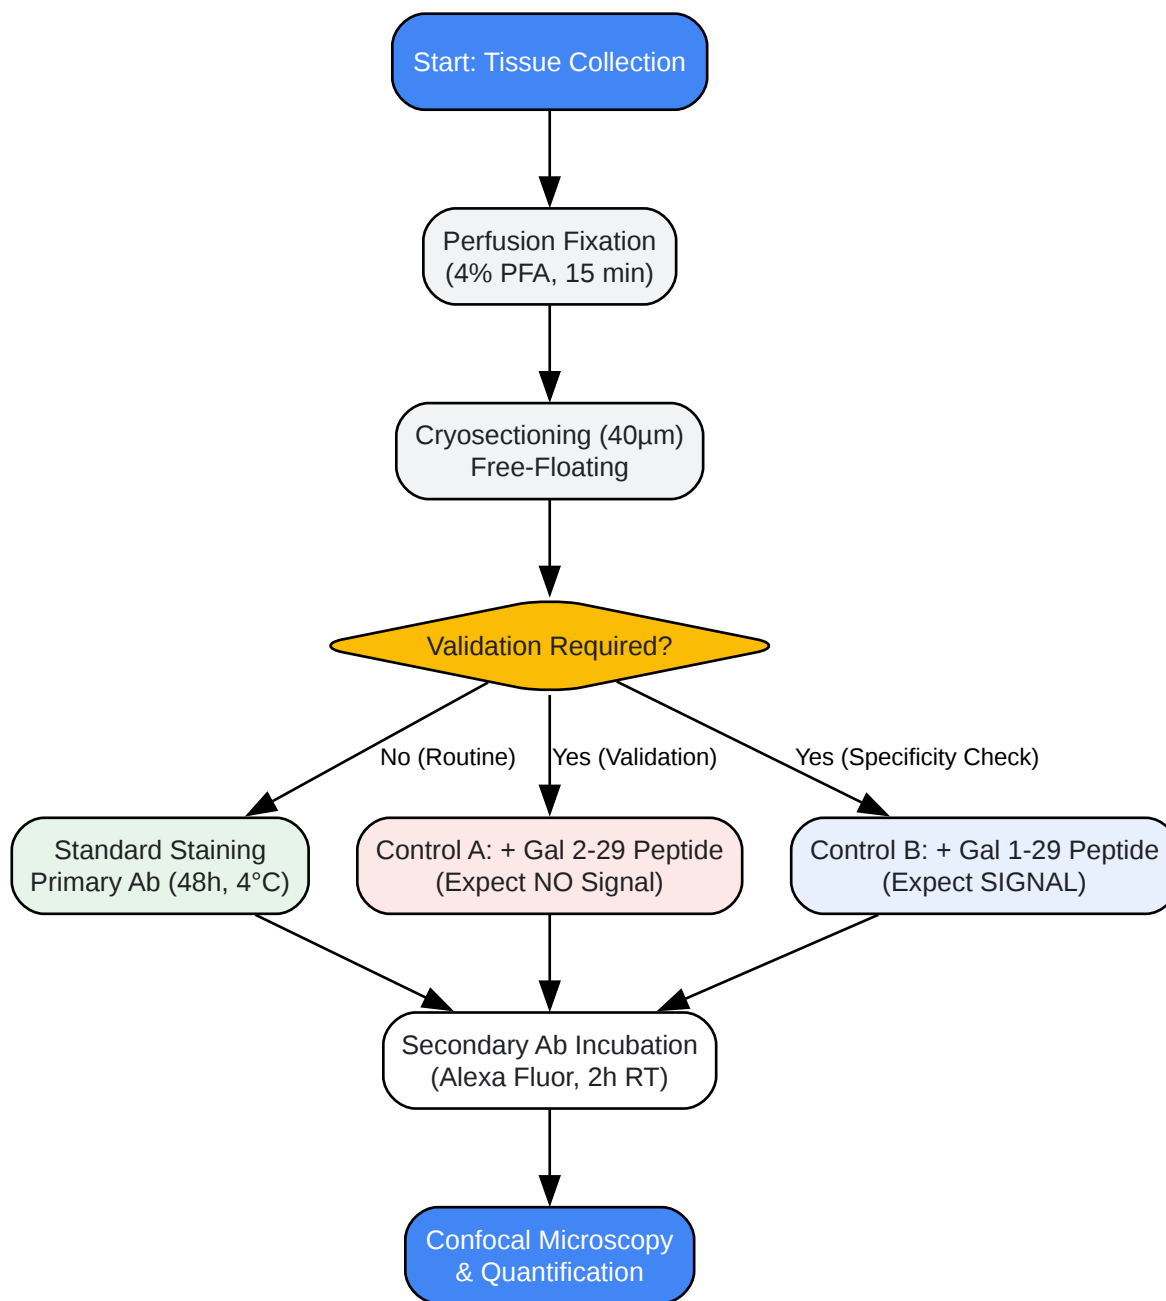 Start: Tissue Collection
Perfusion Fixation
(4% PFA, 15 min)
Cryosectioning (40µm)
Free-Floating
Validation Required?
No (Routine)
Yes (Validation)
Yes (Specificity Check)
Standard Staining
Primary Ab (48h, 4°C)
Control A: + Gal 2-29 Peptide
(Expect NO Signal)
Control B: + Gal 1-29 Peptide
(Expect SIGNAL)
Secondary Ab Incubation
(Alexa Fluor, 2h RT)
Confocal Microscopy
& Quantification